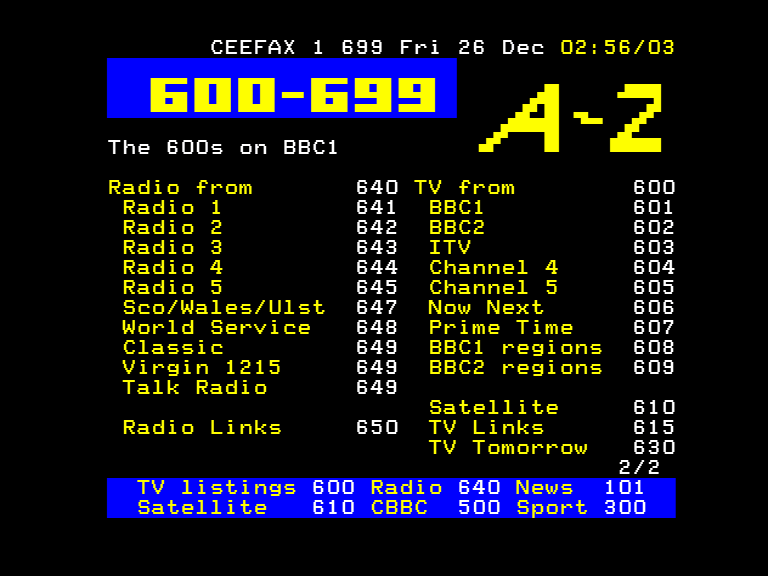 CEEFAX 1 699 Fri 26 Dec 02:56/03
600-699
A-Z
The 600s on BBC1
Radio from 640 TV from 600
Radio 1 641 BBC1 601
Radio 2 642 BBC2 602
Radio 3 643 ITV 603
Radio 4 644 Channel 4 604
Radio 5 645 Channel 5 605
Sco/Wales/Ulst 647 Now Next 606
World Service 648 Prime Time 607
Classic 649 BBC1 regions 608
Virgin 1215 649 BBC2 regions 609
Talk Radio 649
Satellite 610
Radio Links 650 TV Links 615
TV Tomorrow 630
2/2
TV listings 600 Radio 640 News 101
Satellite 610 CBBC 500 Sport 300